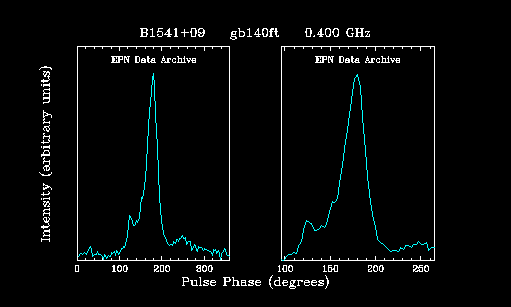 B1541+09 gb140ft 0.400 GHz
EPN Data Archive EPN Data Archive
Intensity (arbitrary units)
0 100 200 300 100 150 200 250
Pulse Phase (degrees)